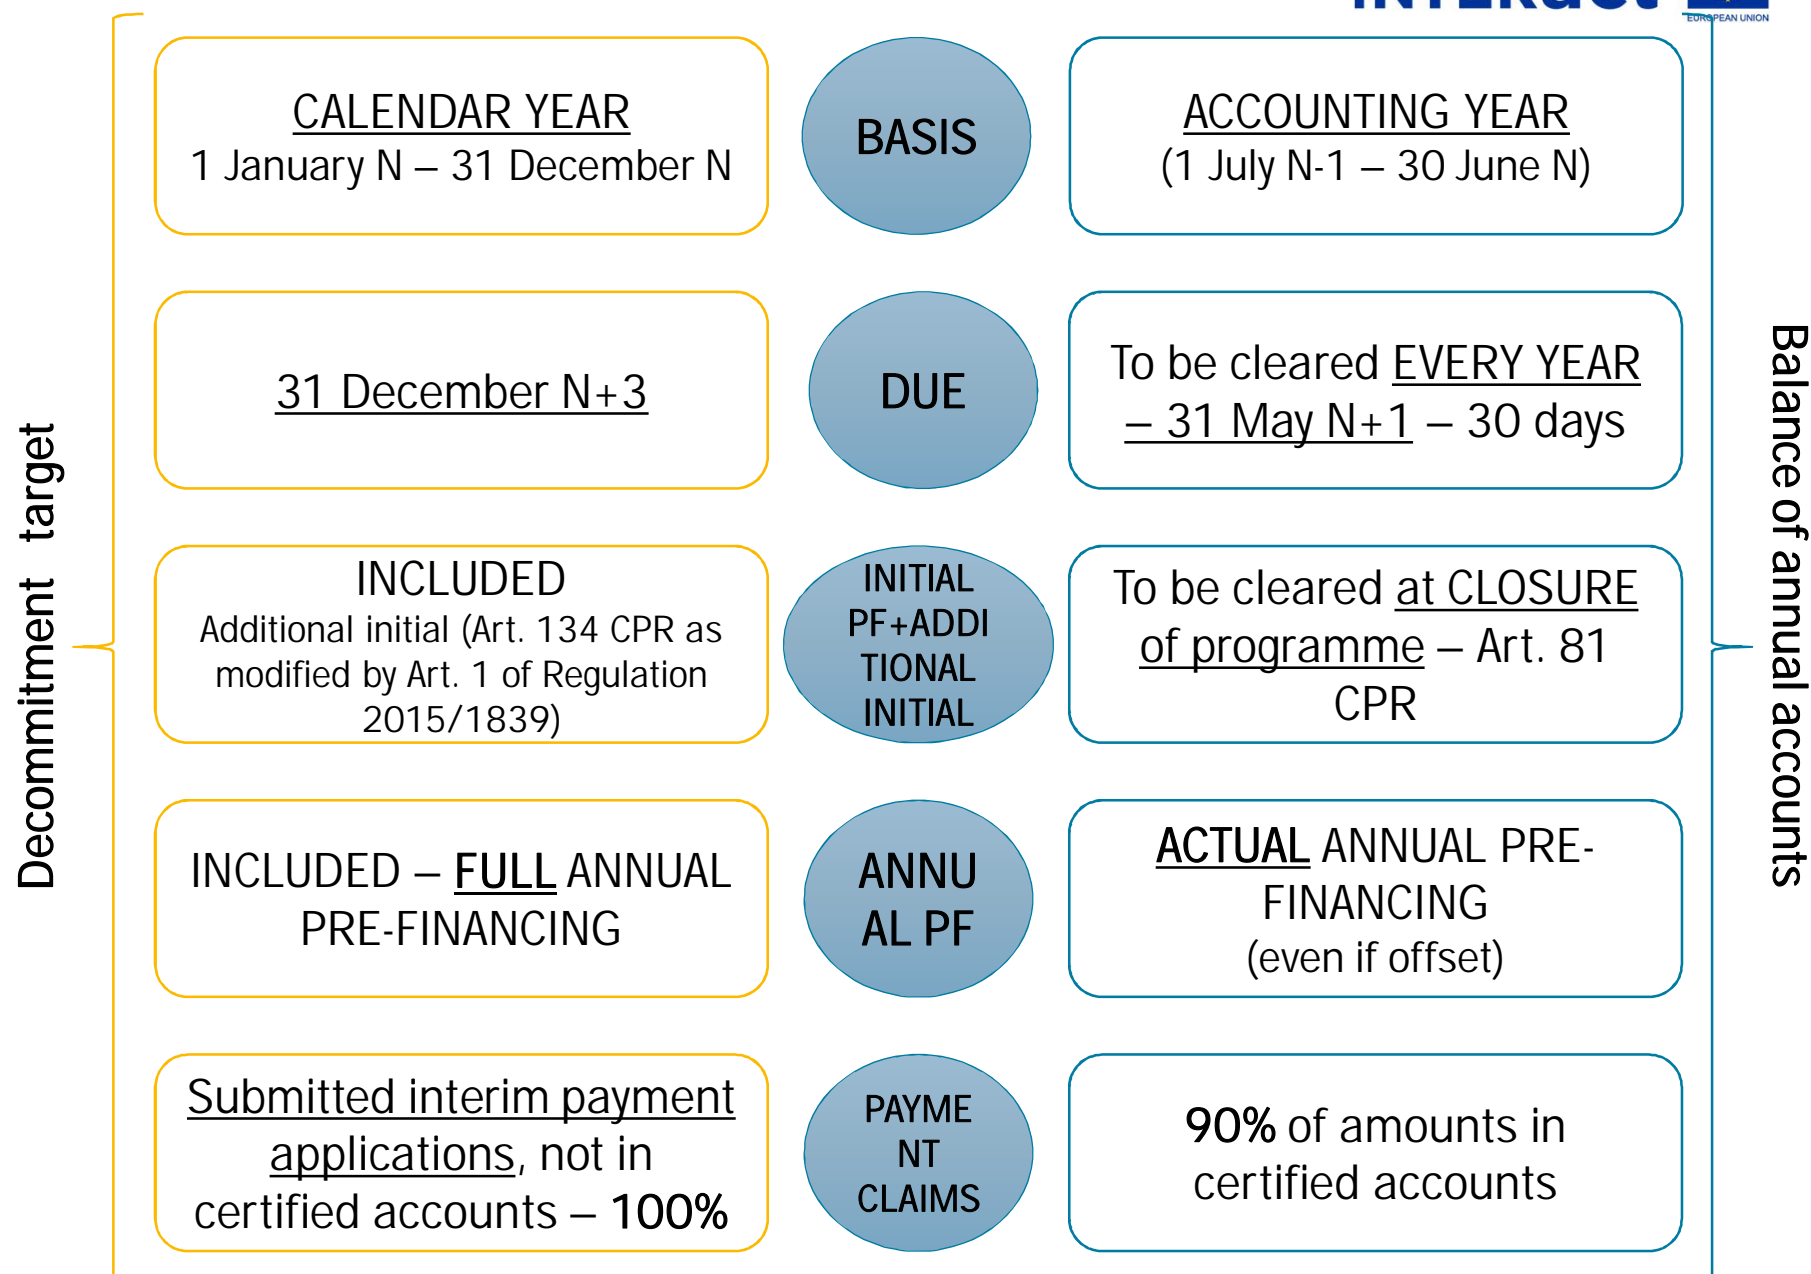 EUROPEAN UNION
CALENDAR YEAR
1 January N – 31 December N
BASIS
ACCOUNTING YEAR
(1 July N-1 – 30 June N)
31 December N+3
DUE
To be cleared EVERY YEAR
– 31 May N+1 – 30 days
Decommitment target
Balance of annual accounts
INCLUDED
Additional initial (Art. 134 CPR as
modified by Art. 1 of Regulation
2015/1839)
INITIAL
PF+ADDI
TIONAL
INITIAL
To be cleared at CLOSURE
of programme – Art. 81
CPR
INCLUDED – FULL ANNUAL
PRE-FINANCING
ANNU
AL PF
ACTUAL ANNUAL PRE-
FINANCING
(even if offset)
Submitted interim payment
applications, not in
certified accounts – 100%
PAYME
NT
CLAIMS
90% of amounts in
certified accounts